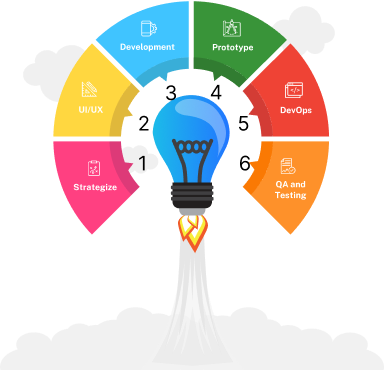 Strategize
1
UI/UX
2
Development
3
Prototype
4
DevOps
5
QA and
Testing
6